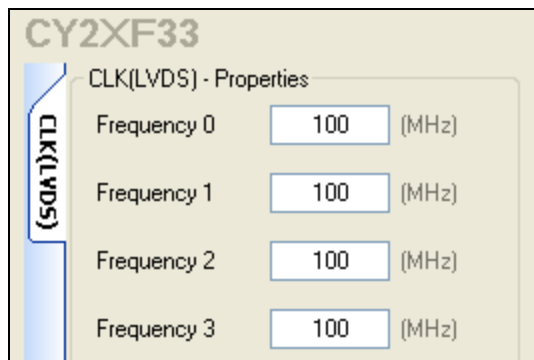 CY2XF33
CLK(LVDS) - Properties
CLK(LVDS)
Frequency 0 100 (MHz)
Frequency 1 100 (MHz)
Frequency 2 100 (MHz)
Frequency 3 100 (MHz)